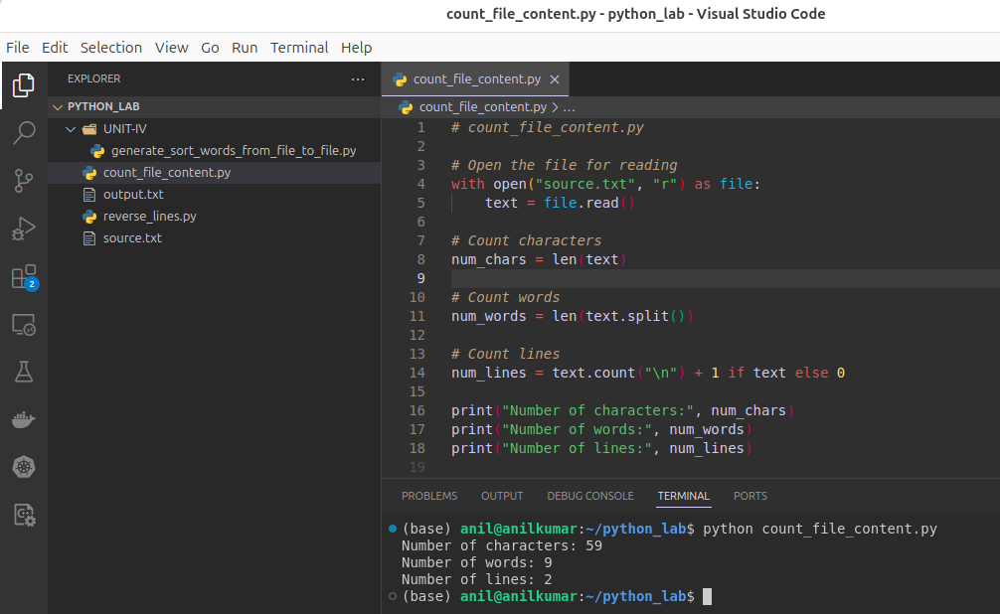 count_file_content.py - python_lab - Visual Studio Code
File Edit Selection View Go Run Terminal Help
EXPLORER ...
PYTHON_LAB
UNIT-IV
generate_sort_words_from_file_to_file.py
count_file_content.py
output.txt
reverse_lines.py
source.txt
2
count_file_content.py
count_file_content.py > ...
1 # count_file_content.py
2
3 # Open the file for reading
4 with open("source.txt", "r") as file:
5     text = file.read()
6
7 # Count characters
8 num_chars = len(text)
9
10 # Count words
11 num_words = len(text.split())
12
13 # Count lines
14 num_lines = text.count("\n") + 1 if text else 0
15
16 print("Number of characters:", num_chars)
17 print("Number of words:", num_words)
18 print("Number of lines:", num_lines)
19
PROBLEMS OUTPUT DEBUG CONSOLE TERMINAL PORTS
(base) anil@anilkumar:~/python_lab$ python count_file_content.py
Number of characters: 59
Number of words: 9
Number of lines: 2
(base) anil@anilkumar:~/python_lab$